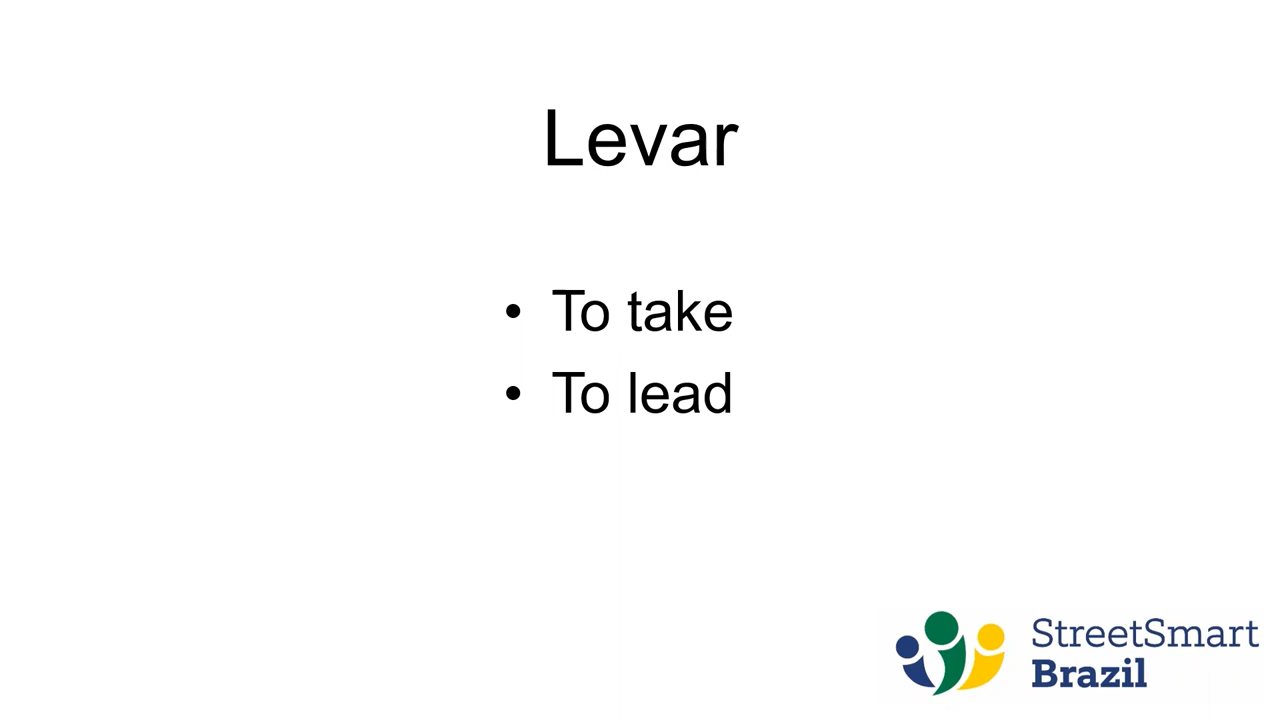 Levar
• To take
• To lead
StreetSmart
Brazil